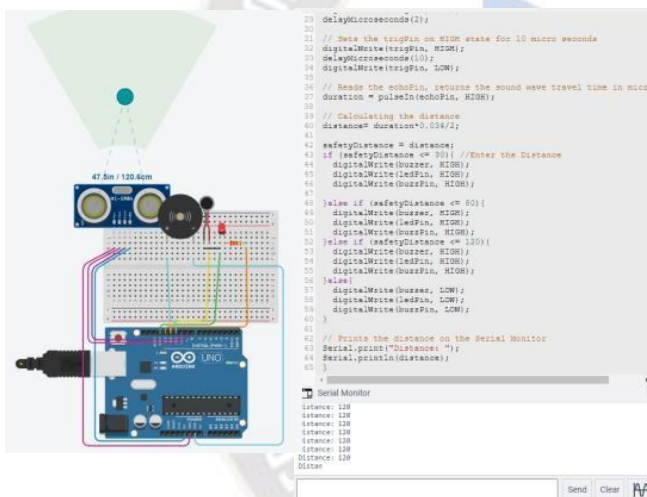 47.5in / 120.6cm
UNO
ARDUINO
29 delayMicroseconds(2);
30
31 // Sets the trigPin on HIGH state for 10 micro seconds
32 digitalWrite(trigPin, HIGH);
33 delayMicroseconds(10);
34 digitalWrite(trigPin, LOW);
35
36 // Reads the echoPin, returns the sound wave travel time in micr
37 duration = pulseIn(echoPin, HIGH);
38
39 // Calculating the distance
40 distance= duration*0.034/2;
41
42 safetyDistance = distance;
43 if (safetyDistance <= 30){ //Enter the Distance
44 digitalWrite(buzzer, HIGH);
45 digitalWrite(ledPin, HIGH);
46 digitalWrite(buzzPin, HIGH);
47
48 }else if (safetyDistance <= 80){
49 digitalWrite(buzzer, HIGH);
50 digitalWrite(ledPin, HIGH);
51 digitalWrite(buzzPin, HIGH);
52 }else if (safetyDistance <= 120){
53 digitalWrite(buzzer, HIGH);
54 digitalWrite(ledPin, HIGH);
55 digitalWrite(buzzPin, HIGH);
56 }else{
57 digitalWrite(buzzer, LOW);
58 digitalWrite(ledPin, LOW);
59 digitalWrite(buzzPin, LOW);
60 }
61
62 // Prints the distance on the Serial Monitor
63 Serial.print("Distance: ");
64 Serial.println(distance);
65 }
Serial Monitor
istance: 120
istance: 120
istance: 120
istance: 120
istance: 120
istance: 120
Distance: 120
Distan
Send Clear